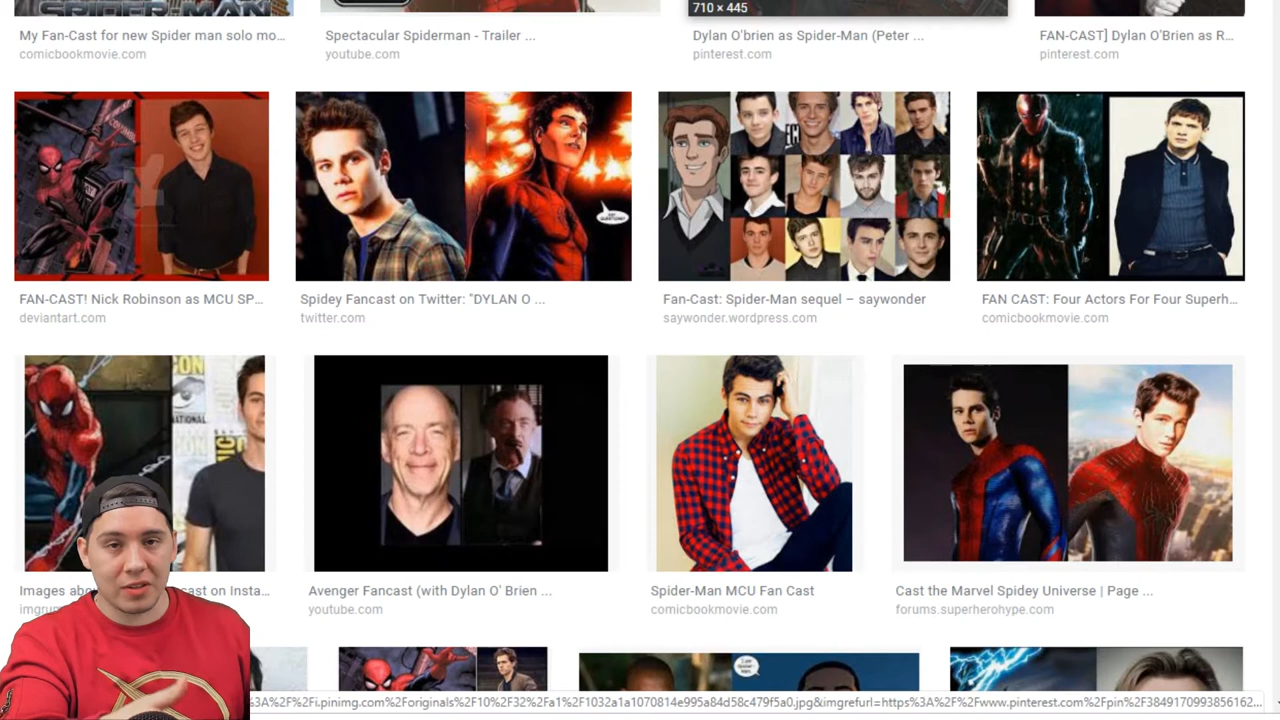 SPIDER-MAN
710 × 445
My Fan-Cast for new Spider man solo mo...
Spectacular Spiderman - Trailer ...
Dylan O'brien as Spider-Man (Peter ...
FAN-CAST] Dylan O'Brien as R...
comicbookmovie.com
youtube.com
pinterest.com
pinterest.com
FAN-CAST! Nick Robinson as MCU SP...
Spidey Fancast on Twitter: "DYLAN O ...
Fan-Cast: Spider-Man sequel – saywonder
FAN CAST: Four Actors For Four Superh...
deviantart.com
twitter.com
saywonder.wordpress.com
comicbookmovie.com
Images abo
cast on Insta...
Avenger Fancast (with Dylan O' Brien ...
Spider-Man MCU Fan Cast
Cast the Marvel Spidey Universe | Page ...
imgru
youtube.com
comicbookmovie.com
forums.superherohype.com
%3A%2F%2Fi.pinimg.com%2Foriginals%2F10%2F32%2Fa1%2F1032a1a1070814e995a84d58c479f5a0.jpg&imgrefurl=https%3A%2F%2Fwww.pinterest.com%2Fpin%2F3849170993856162...